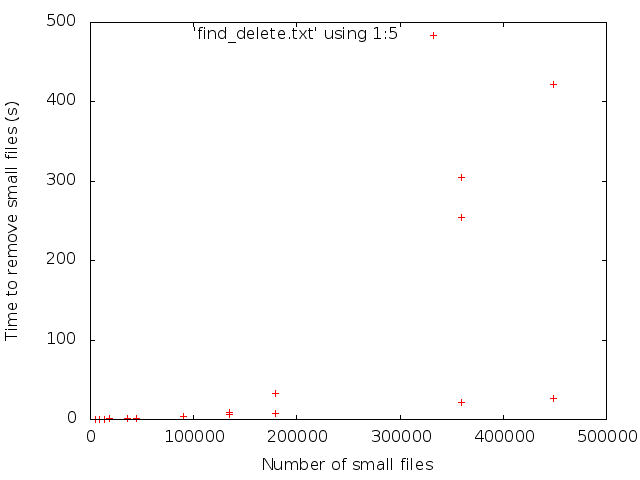 500
'find_delete.txt' using 1:5
400
300
200
100
0
Time to remove small files (s)
0 100000 200000 300000 400000 500000
Number of small files